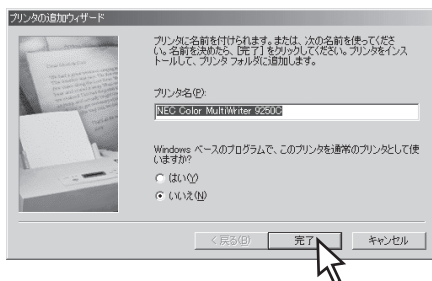 プリンタの追加ウィザード
プリンタに名前を付けられます。または、次の名前を使ってくださ
い。名前を決めたら、[完了]をクリックしてください。プリンタをインス
トールして、プリンタ フォルダに追加します。
プリンタ名(P):
NEC Color MultiWriter 9250C
Windows ベースのプログラムで、このプリンタを通常のプリンタとして使
いますか?
はい(Y)
いいえ(N)
< 戻る(B)
完了
キャンセル